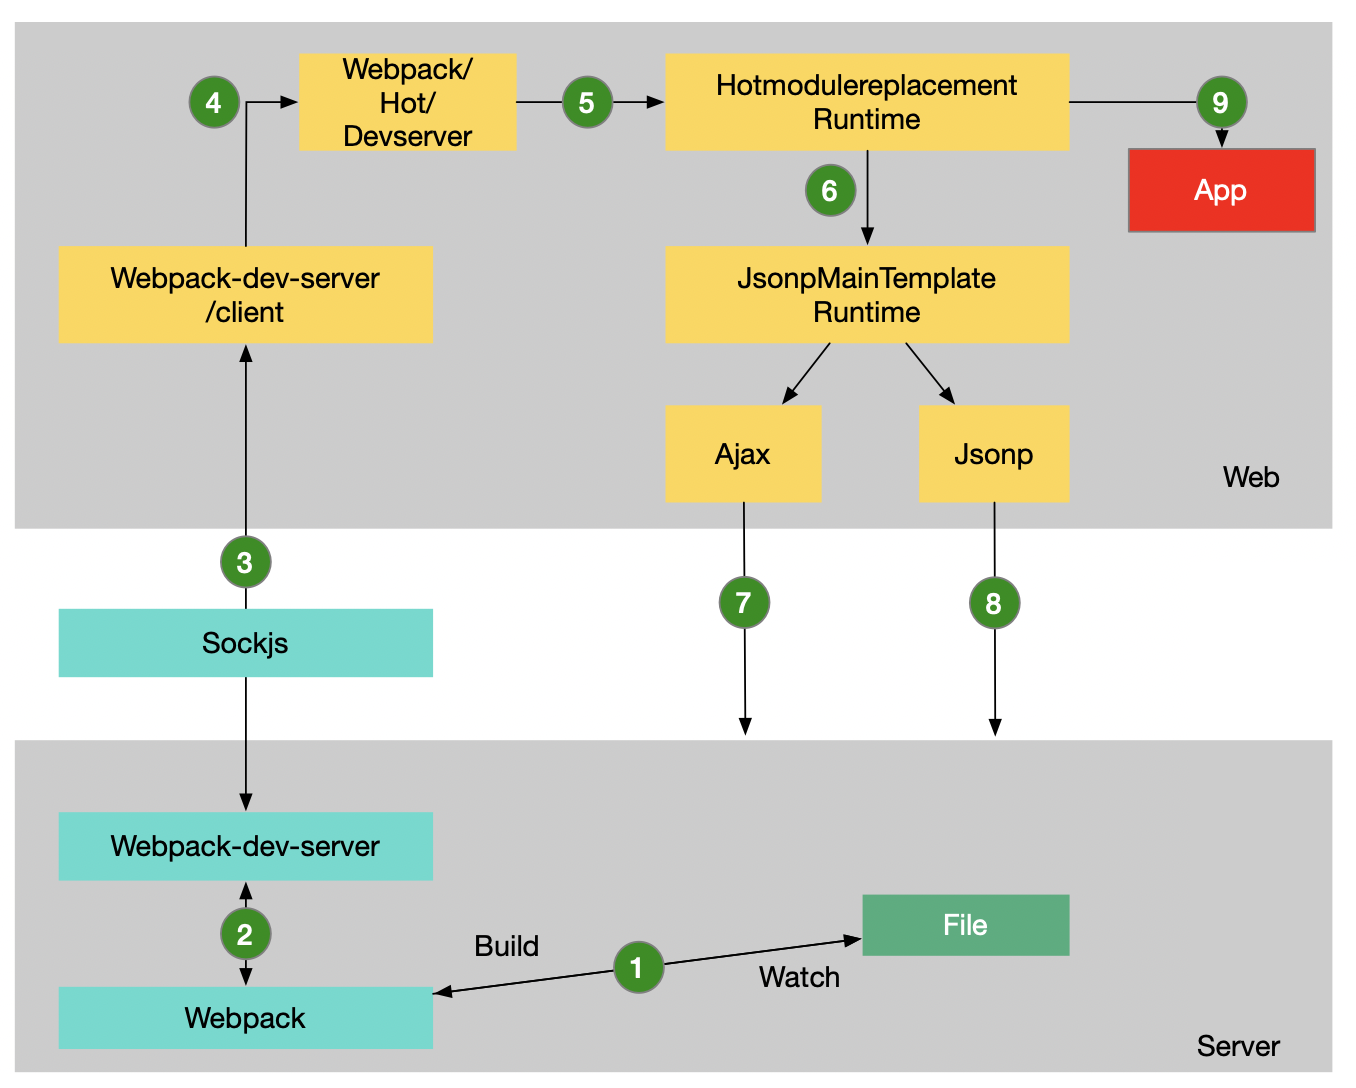 4
Webpack/
Hot/
Devserver
5
Hotmodulereplacement
Runtime
9
App
6
Webpack-dev-server
/client
JsonpMainTemplate
Runtime
Ajax
Jsonp
Web
3
7
8
Sockjs
Webpack-dev-server
2
Build
1
Watch
File
Webpack
Server